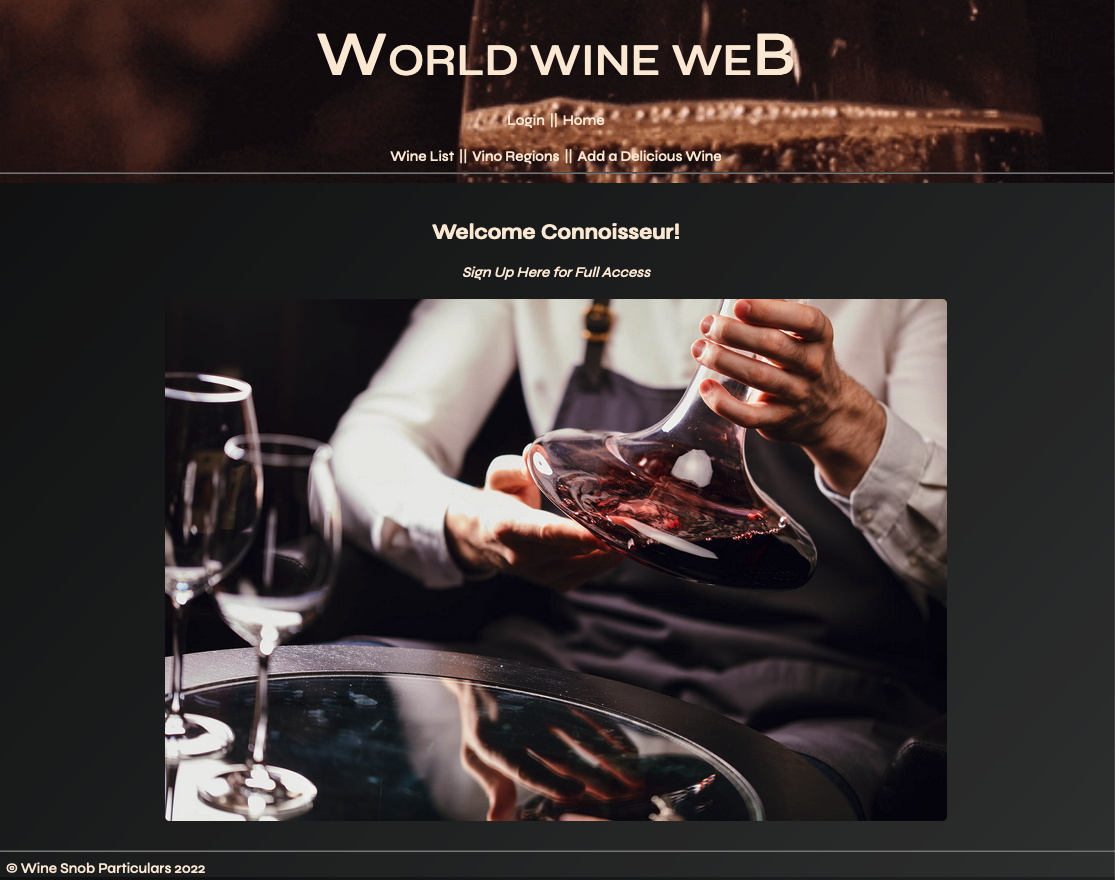 World wine weB
Login || Home
Wine List || Vino Regions || Add a Delicious Wine
Welcome Connoisseur!
Sign Up Here for Full Access
© Wine Snob Particulars 2022